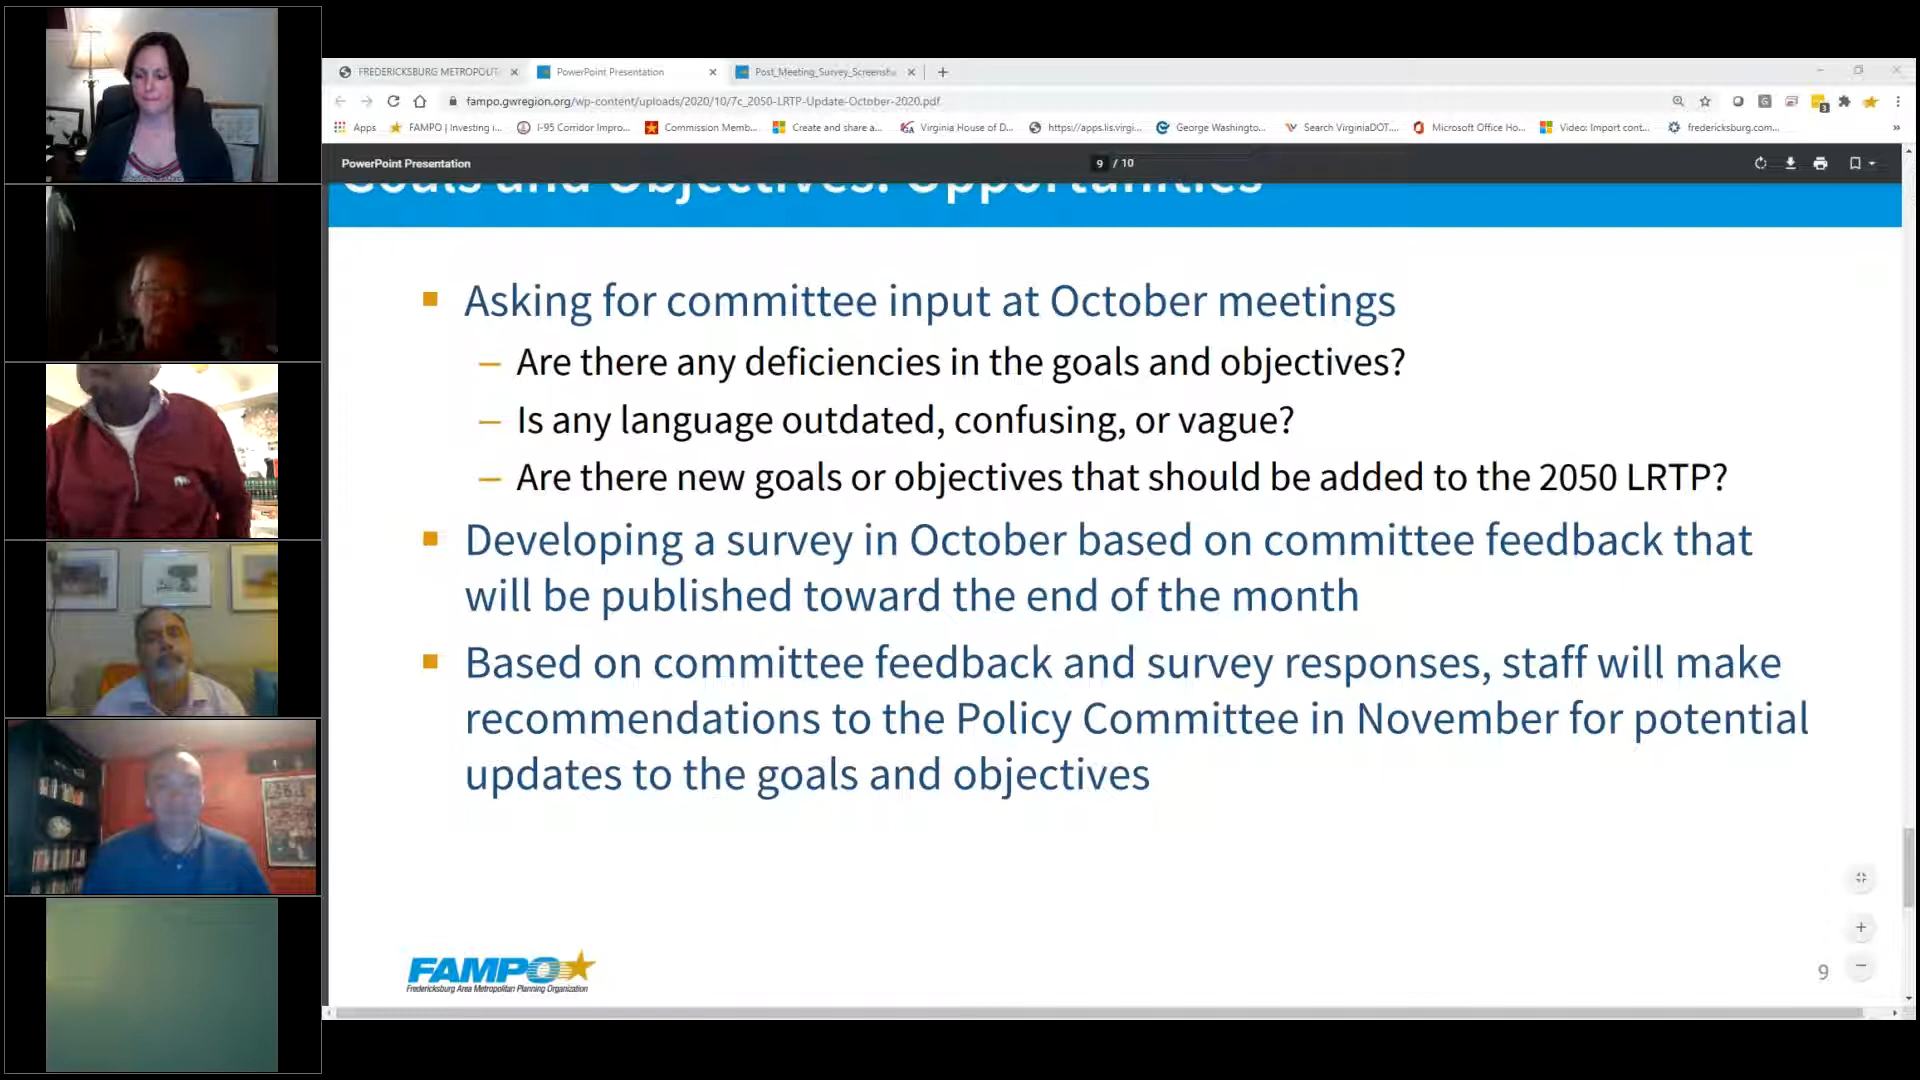 FREDERICKSBURG METROPOLIT
PowerPoint Presentation
Post_Meeting_Survey_Screensh
fampo.gwregion.org/wp-content/uploads/2020/10/7c_2050-LRTP-Update-October-2020.pdf
Apps
FAMPO | Investing i...
I-95 Corridor Impro...
Commission Memb...
Create and share a...
Virginia House of D...
https://apps.lis.virgi...
George Washingto...
Search VirginiaDOT....
Microsoft Office Ho...
Video: Import cont...
fredericksburg.com...
PowerPoint Presentation
9 / 10
Goals and Objectives: Opportunities
Asking for committee input at October meetings
– Are there any deficiencies in the goals and objectives?
– Is any language outdated, confusing, or vague?
– Are there new goals or objectives that should be added to the 2050 LRTP?
Developing a survey in October based on committee feedback that
will be published toward the end of the month
Based on committee feedback and survey responses, staff will make
recommendations to the Policy Committee in November for potential
updates to the goals and objectives
FAMPO
Fredericksburg Area Metropolitan Planning Organization
9